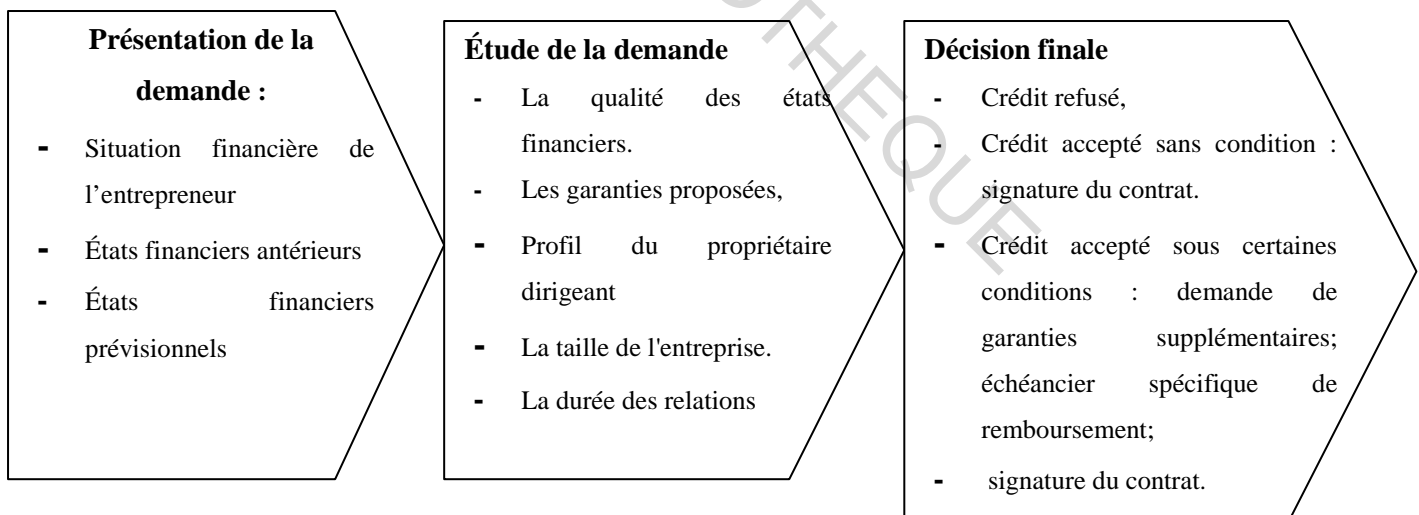 Présentation de la
demande :
- Situation financière de
l’entrepreneur
- États financiers antérieurs
- États financiers
prévisionnels
Étude de la demande
- La qualité des états
financiers.
- Les garanties proposées,
- Profil du propriétaire
dirigeant
- La taille de l'entreprise.
- La durée des relations
Décision finale
- Crédit refusé,
- Crédit accepté sans condition :
signature du contrat.
- Crédit accepté sous certaines
conditions : demande de
garanties supplémentaires;
échéancier spécifique de
remboursement;
- signature du contrat.
OTHEQUE